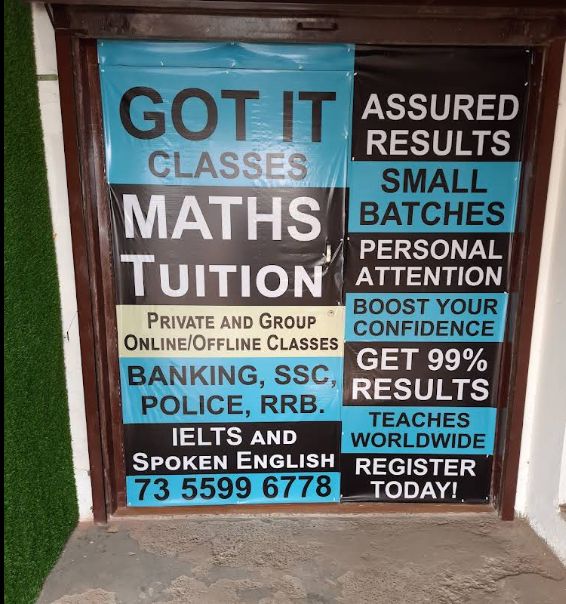 GOT IT
CLASSES
MATHS
TUITION
PRIVATE AND GROUP
ONLINE/OFFLINE CLASSES
BANKING, SSC,
POLICE, RRB.
IELTS AND
SPOKEN ENGLISH
73 5599 6778
ASSURED
RESULTS
SMALL
BATCHES
PERSONAL
ATTENTION
BOOST YOUR
CONFIDENCE
GET 99%
RESULTS
TEACHES
WORLDWIDE
REGISTER
TODAY!